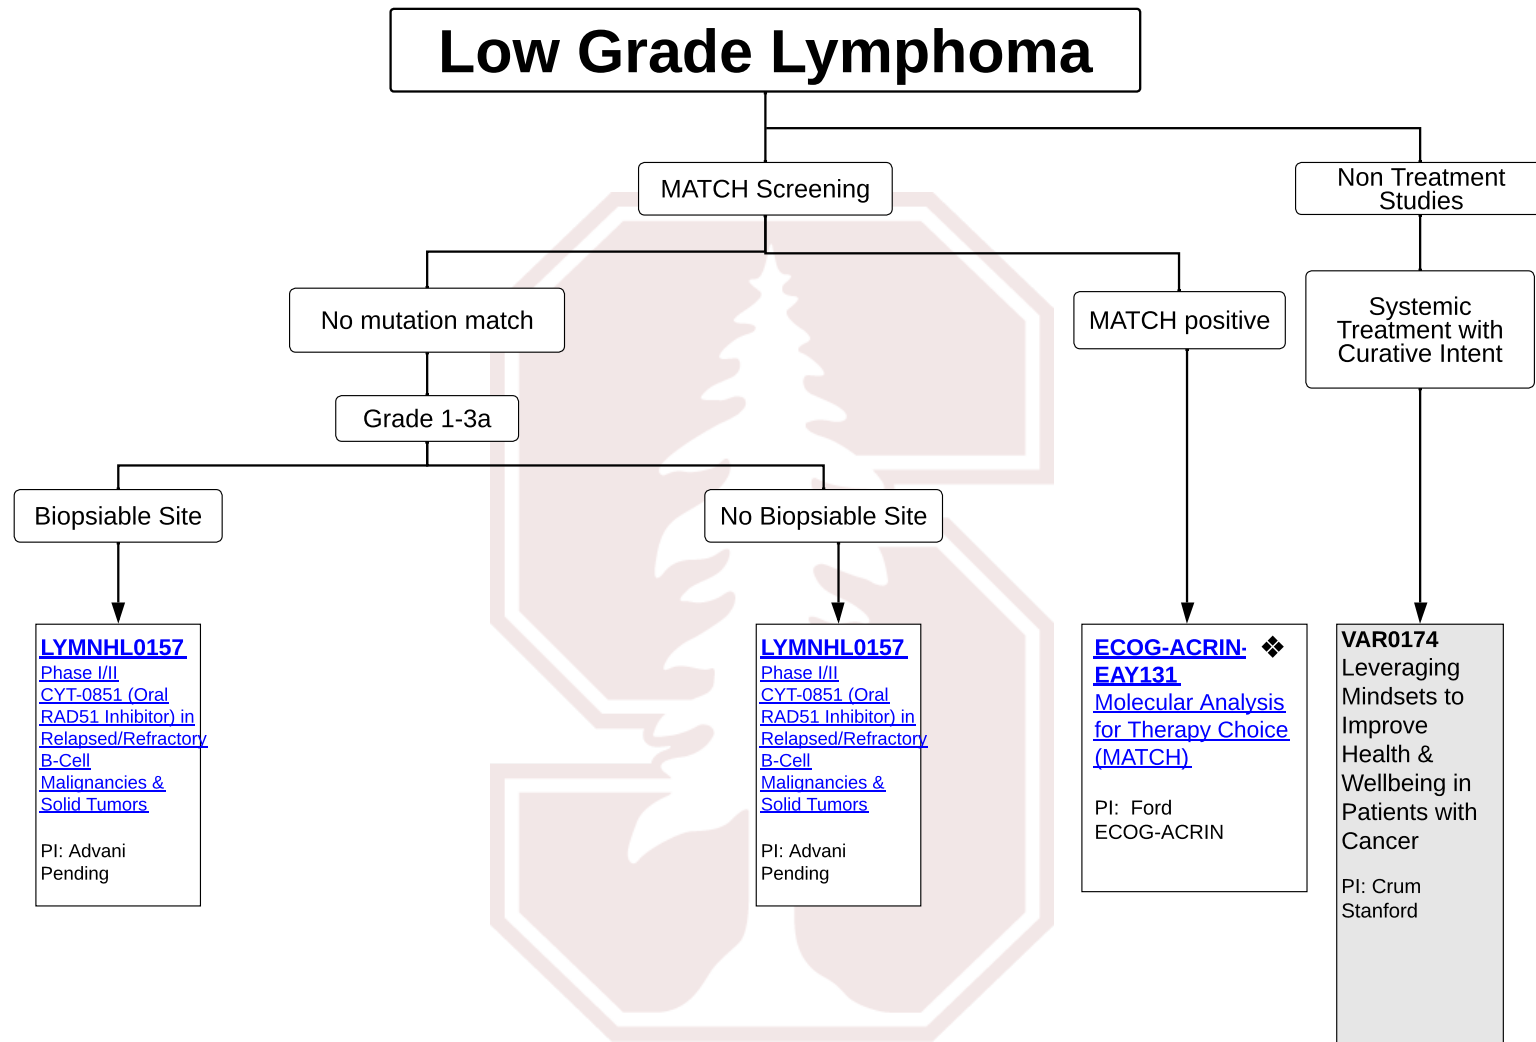 Low Grade Lymphoma
MATCH Screening
Non Treatment
Studies
No mutation match
MATCH positive
Systemic
Treatment with
Curative Intent
Grade 1-3a
Biopsiable Site
No Biopsiable Site
LYMNHL0157
Phase I/II
CYT-0851 (Oral
RAD51 Inhibitor) in
Relapsed/Refractory
B-Cell
Malignancies &
Solid Tumors
PI: Advani
Pending
LYMNHL0157
Phase I/II
CYT-0851 (Oral
RAD51 Inhibitor) in
Relapsed/Refractory
B-Cell
Malignancies &
Solid Tumors
PI: Advani
Pending
ECOG-ACRIN- ❖
EAY131
Molecular Analysis
for Therapy Choice
(MATCH)
PI: Ford
ECOG-ACRIN
VAR0174
Leveraging
Mindsets to
Improve
Health &
Wellbeing in
Patients with
Cancer
PI: Crum
Stanford